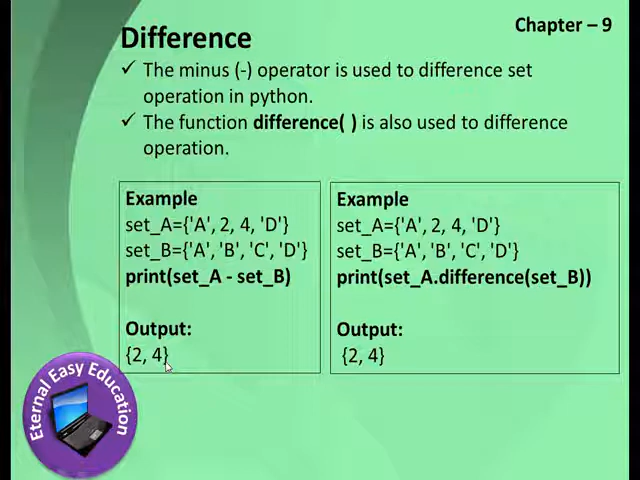 Chapter – 9
Difference
✓ The minus (-) operator is used to difference set
operation in python.
✓ The function difference( ) is also used to difference
operation.
Example
set_A={'A', 2, 4, 'D'}
set_B={'A', 'B', 'C', 'D'}
print(set_A - set_B)
Output:
{2, 4}
Example
set_A={'A', 2, 4, 'D'}
set_B={'A', 'B', 'C', 'D'}
print(set_A.difference(set_B))
Output:
{2, 4}
Eternal Easy Education